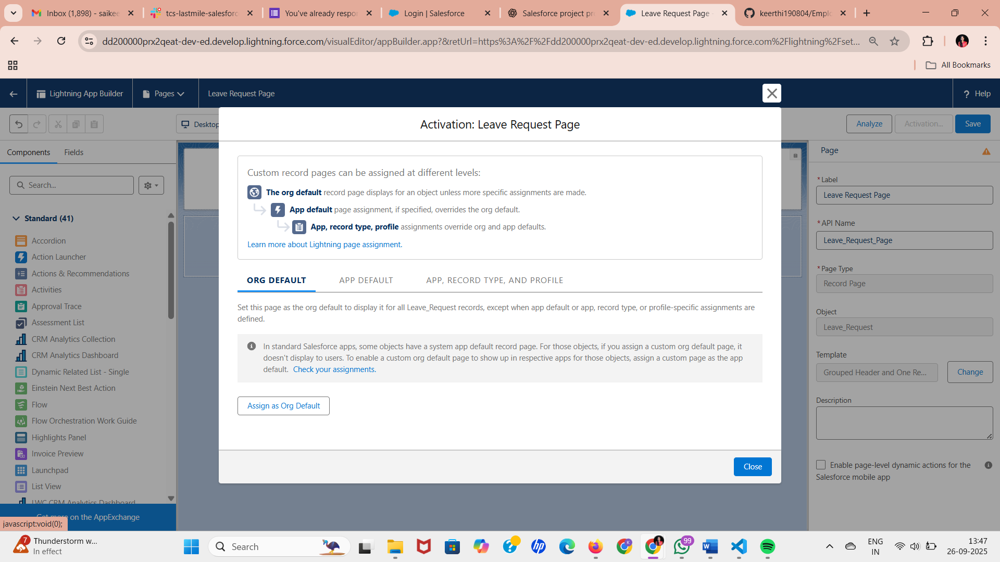 Inbox (1,898) - saikee
tcs-lastmile-salesforc
You've already respor
Login | Salesforce
Salesforce project pr
Leave Request Page -
keerthi190804/Emplo
dd200000prx2qeat-dev-ed.develop.lightning.force.com/visualEditor/appBuilder.app?&retUrl=https%3A%2F%2Fdd200000prx2qeat-dev-ed.develop.lightning.force.com%2Flightning%2Fset...
All Bookmarks
Lightning App Builder
Pages
Leave Request Page
? Help
Desktop
Analyze
Activation...
Save
Components
Fields
Search...
Standard (41)
Accordion
Action Launcher
Actions & Recommendations
Activities
Approval Trace
Assessment List
CRM Analytics Collection
CRM Analytics Dashboard
Dynamic Related List - Single
Einstein Next Best Action
Flow
Flow Orchestration Work Guide
Highlights Panel
Invoice Preview
Launchpad
List View
LWC CRM Analytics Dashboard
Get more on the AppExchange
javascript:void(0);
Activation: Leave Request Page
Custom record pages can be assigned at different levels:
The org default record page displays for an object unless more specific assignments are made.
App default page assignment, if specified, overrides the org default.
App, record type, profile assignments override org and app defaults.
Learn more about Lightning page assignment.
ORG DEFAULT
APP DEFAULT
APP, RECORD TYPE, AND PROFILE
Set this page as the org default to display it for all Leave_Request records, except when app default or app, record type, or profile-specific assignments are
defined.
In standard Salesforce apps, some objects have a system app default record page. For those objects, if you assign a custom org default page, it
doesn't display to users. To enable a custom org default page to show up in respective apps for those objects, assign a custom page as the app
default. Check your assignments.
Assign as Org Default
Close
Page
*Label
Leave Request Page
*API Name
Leave_Request_Page
*Page Type
Record Page
Object
Leave_Request
Template
Grouped Header and One Re...
Change
Description
Enable page-level dynamic actions for the
Salesforce mobile app
7
Thunderstorm w...
In effect
Search
99
ENG
IN
13:47
26-09-2025